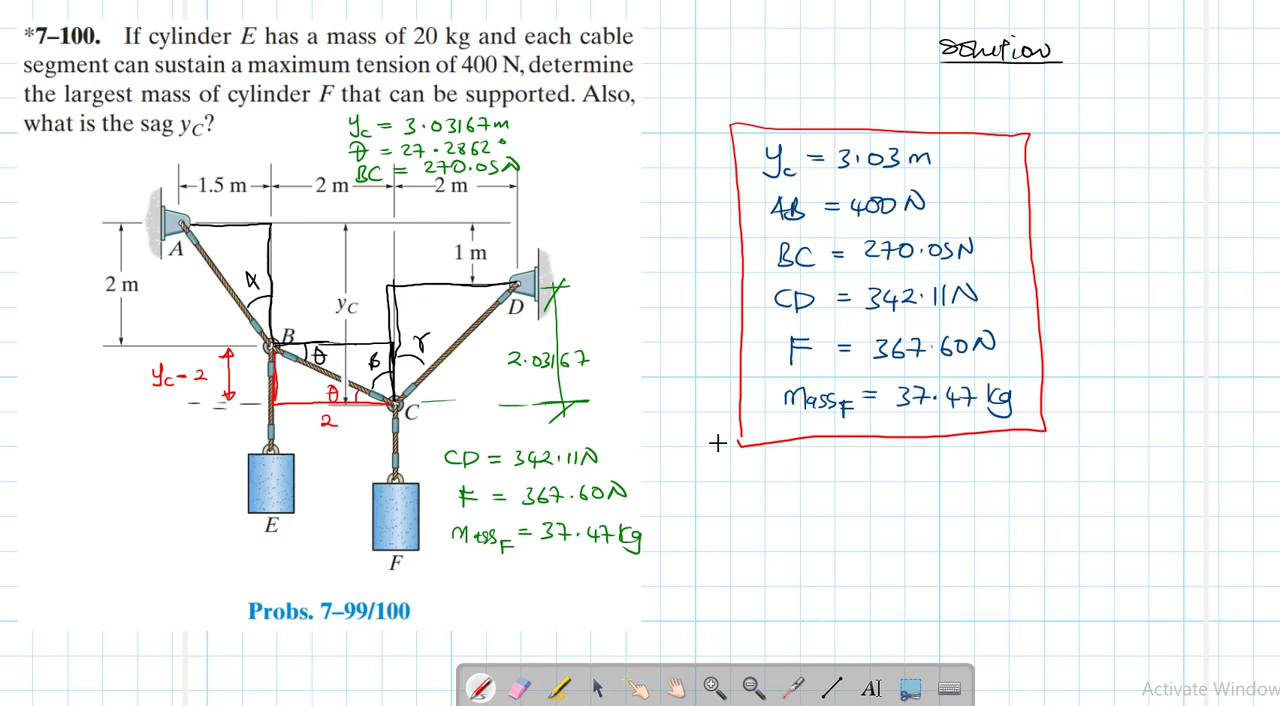 *7–100. If cylinder E has a mass of 20 kg and each cable
segment can sustain a maximum tension of 400 N, determine
the largest mass of cylinder F that can be supported. Also,
what is the sag yC?
yc = 3.03167m
θ = 27.2862°
BC = 270.05N
1.5 m
2 m
2 m
A
α
1 m
2 m
yC
D
B
θ
β
γ
2.03167
yc-2
θ
C
2
CD = 342.11N
F = 367.60N
MassF = 37.47kg
E
F
Probs. 7–99/100
Solution
yc = 3.03m
AB = 400N
BC = 270.05N
CD = 342.11N
F = 367.60N
MassF = 37.47kg
AI
Activate Window